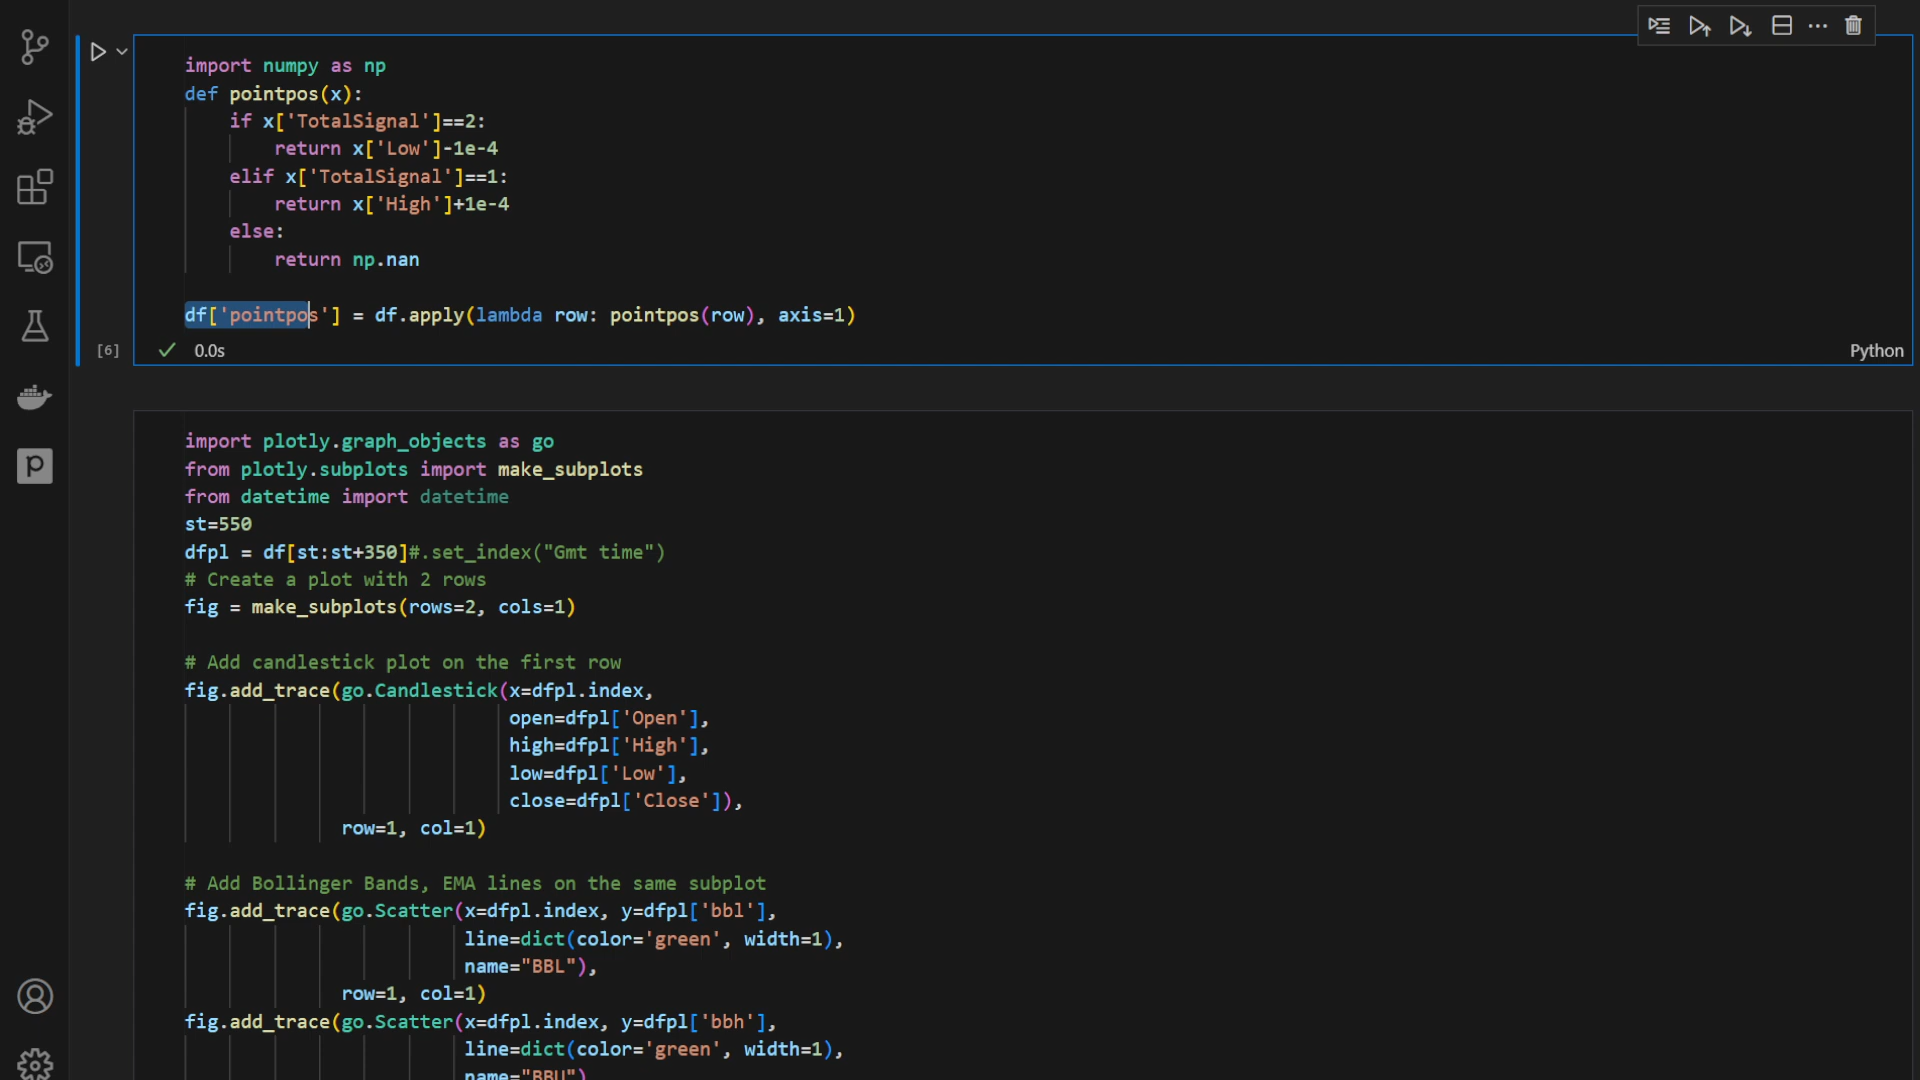 import numpy as np
def pointpos(x):
    if x['TotalSignal']==2:
        return x['Low']-1e-4
    elif x['TotalSignal']==1:
        return x['High']+1e-4
    else:
        return np.nan
df['pointpos'] = df.apply(lambda row: pointpos(row), axis=1)
[6] 0.0s Python
import plotly.graph_objects as go
from plotly.subplots import make_subplots
from datetime import datetime
st=550
dfpl = df[st:st+350]#.set_index("Gmt time")
# Create a plot with 2 rows
fig = make_subplots(rows=2, cols=1)
# Add candlestick plot on the first row
fig.add_trace(go.Candlestick(x=dfpl.index,
                             open=dfpl['Open'],
                             high=dfpl['High'],
                             low=dfpl['Low'],
                             close=dfpl['Close']),
              row=1, col=1)
# Add Bollinger Bands, EMA lines on the same subplot
fig.add_trace(go.Scatter(x=dfpl.index, y=dfpl['bbl'],
                         line=dict(color='green', width=1),
                         name="BBL"),
              row=1, col=1)
fig.add_trace(go.Scatter(x=dfpl.index, y=dfpl['bbh'],
                         line=dict(color='green', width=1),
                         name="BBU")